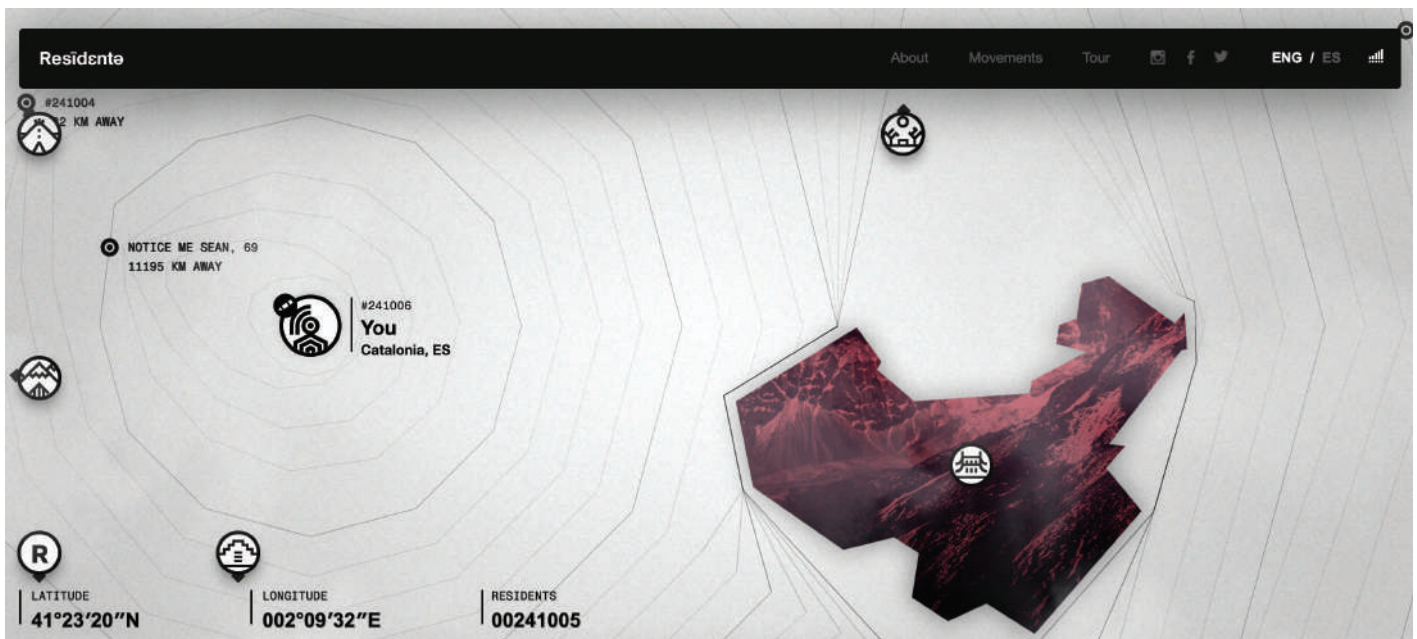 Resīdɛntə
About Movements Tour ENG / ES
#241004
2 KM AWAY
NOTICE ME SEAN, 69
11195 KM AWAY
#241006
You
Catalonia, ES
R
LATITUDE
41°23′20″N
LONGITUDE
002°09′32″E
RESIDENTS
00241005